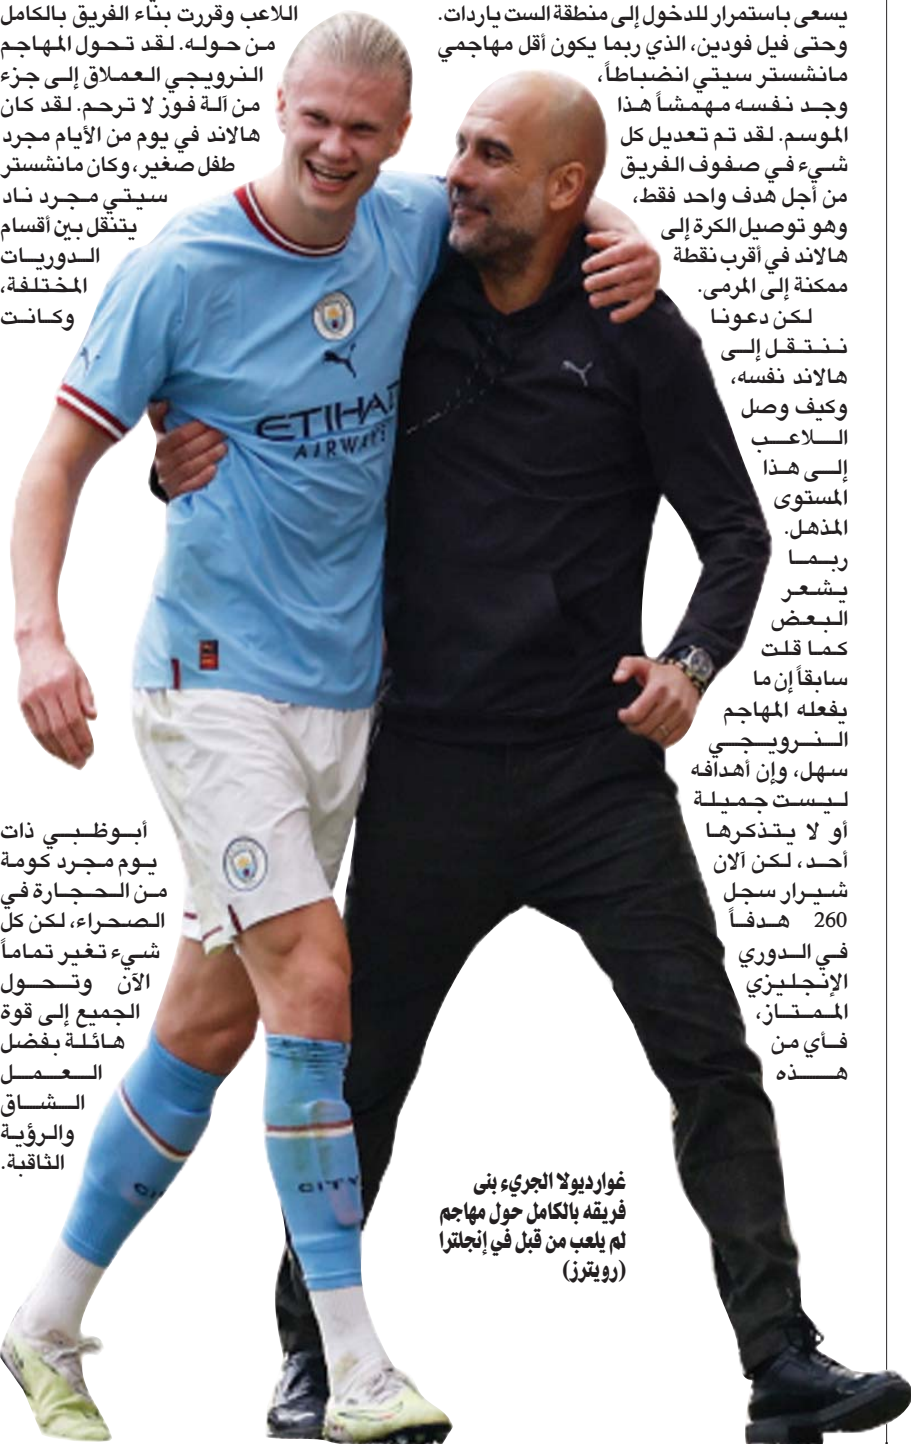 يسعى باستمرار للدخول إلى منطقة الست ياردات.
وحتى فيل فودين، الذي ربما يكون أقل مهاجمي
مانشستر سيتي انضباطاً،
وجد نفسه مهمشاً هذا
الموسم. لقد تم تعديل كل
شيء في صفوف الفريق
من أجل هدف واحد فقط،
وهو توصيل الكرة إلى
هالاند في أقرب نقطة
ممكنة إلى المرمى.
لكن دعونا
ننتقل إلى
هالاند نفسه،
وكيف وصل
اللاعب
إلى هذا
المستوى
المذهل.
ربما
يشعر
البعض
كما قلت
سابقاً إن ما
يفعله المهاجم
النرويجي
سهل، وإن أهدافه
ليست جميلة
أو لا يتذكرها
أحد، لكن آلان
شيرار سجل
260 هدفاً
في الدوري
الإنجليزي
الممتاز،
فأي من
هذه
اللاعب وقررت بناء الفريق بالكامل
من حوله. لقد تحول المهاجم
النرويجي العملاق إلى جزء
من آلة فوز لا ترحم. لقد كان
هالاند في يوم من الأيام مجرد
طفل صغير، وكان مانشستر
سيتي مجرد ناد
يتنقل بين أقسام
الدوريات
المختلفة،
وكانت
أبوظبي ذات
يوم مجرد كومة
من الحجارة في
الصحراء، لكن كل
شيء تغير تماماً
الآن وتحول
الجميع إلى قوة
هائلة بفضل
العمل
الشاق
والرؤية
الثاقبة.
غوارديولا الجريء بنى
فريقه بالكامل حول مهاجم
لم يلعب من قبل في إنجلترا
(رويترز)
ETIHAD
AIRWAYS
CITY